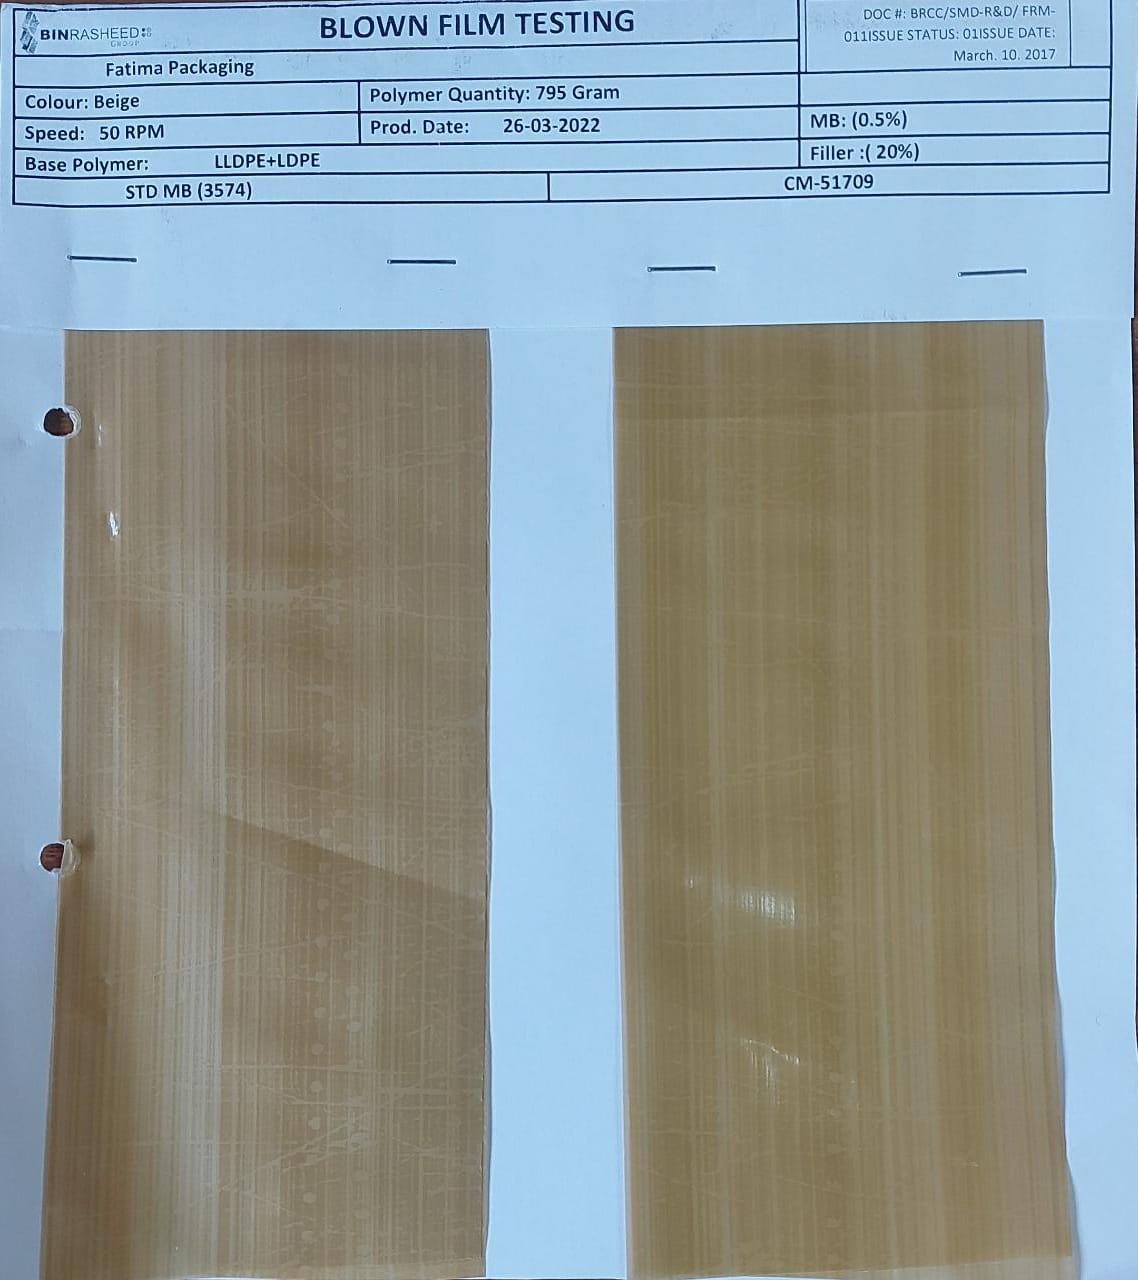 BINRASHEED
GROUP
BLOWN FILM TESTING
DOC #: BRCC/SMD-R&D/ FRM-
011ISSUE STATUS: 01ISSUE DATE:
March. 10. 2017
Fatima Packaging
Colour: Beige
Polymer Quantity: 795 Gram
Speed: 50 RPM
Prod. Date: 26-03-2022
MB: (0.5%)
Base Polymer: LLDPE+LDPE
Filler :( 20%)
STD MB (3574)
CM-51709